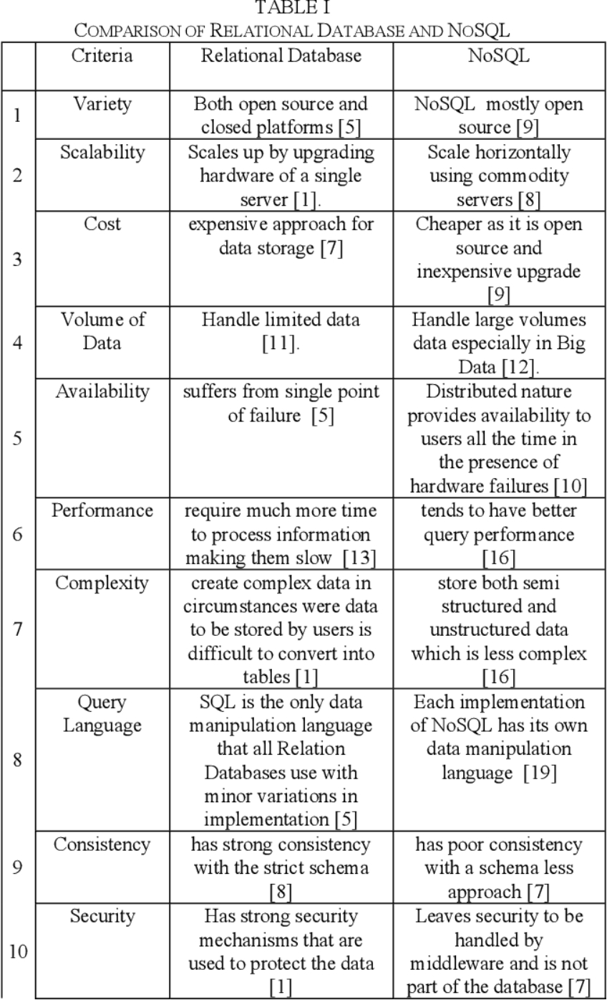 TABLE I
COMPARISON OF RELATIONAL DATABASE AND NOSQL
Criteria Relational Database NoSQL
1 Variety Both open source and closed platforms [5] NoSQL mostly open source [9]
2 Scalability Scales up by upgrading hardware of a single server [1]. Scale horizontally using commodity servers [8]
3 Cost expensive approach for data storage [7] Cheaper as it is open source and inexpensive upgrade [9]
4 Volume of Data Handle limited data [11]. Handle large volumes data especially in Big Data [12].
5 Availability suffers from single point of failure [5] Distributed nature provides availability to users all the time in the presence of hardware failures [10]
6 Performance require much more time to process information making them slow [13] tends to have better query performance [16]
7 Complexity create complex data in circumstances were data to be stored by users is difficult to convert into tables [1] store both semi structured and unstructured data which is less complex [16]
8 Query Language SQL is the only data manipulation language that all Relation Databases use with minor variations in implementation [5] Each implementation of NoSQL has its own data manipulation language [19]
9 Consistency has strong consistency with the strict schema [8] has poor consistency with a schema less approach [7]
10 Security Has strong security mechanisms that are used to protect the data [1] Leaves security to be handled by middleware and is not part of the database [7]